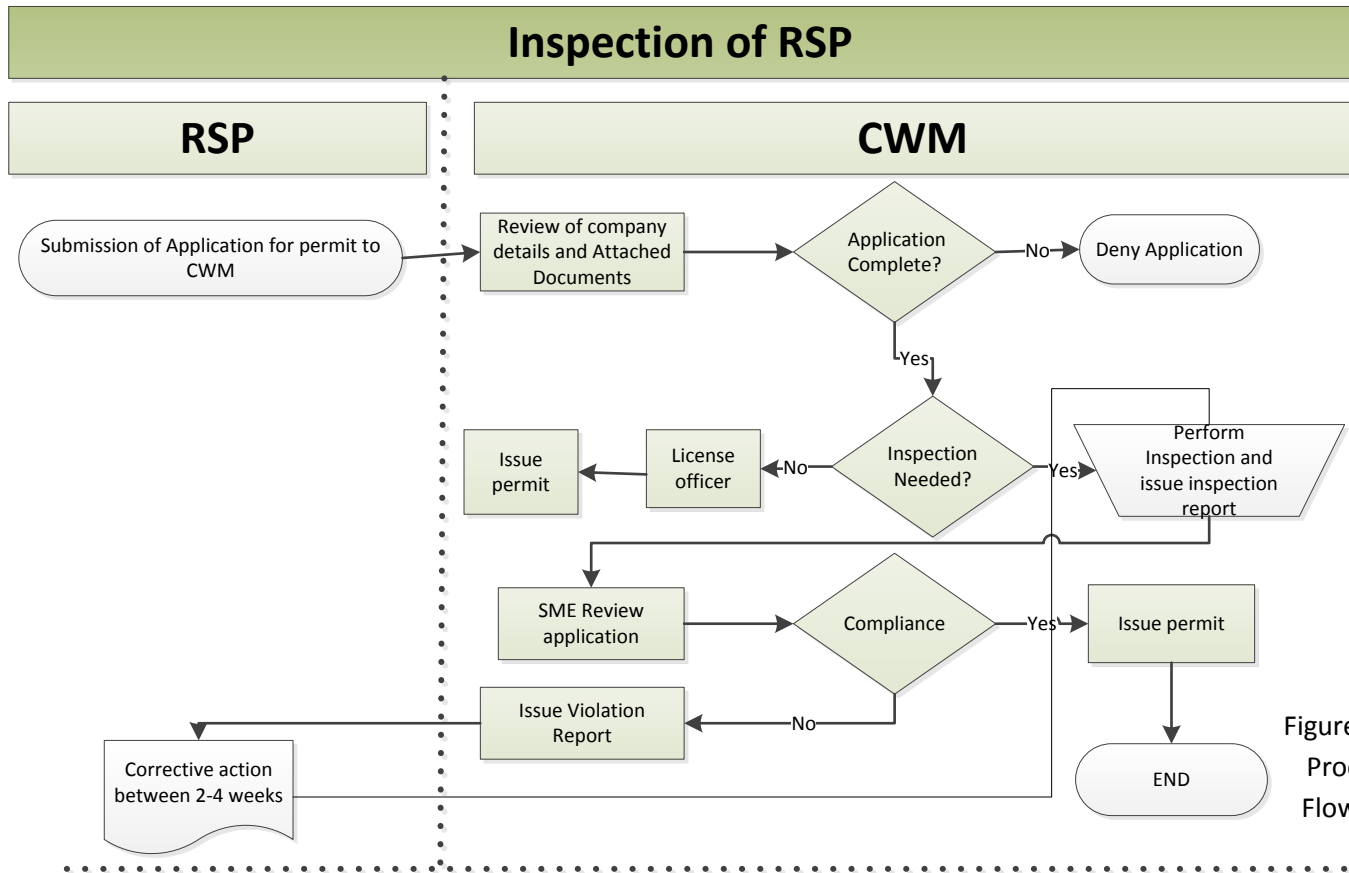 Inspection of RSP
RSP
CWM
Submission of Application for permit to
CWM
Review of company
details and Attached
Documents
Application
Complete?
No
Deny Application
Yes
Issue
permit
License
officer
No
Inspection
Needed?
Yes
Perform
Inspection and
issue inspection
report
SME Review
application
Compliance
Yes
Issue permit
Issue Violation
Report
No
Corrective action
between 2-4 weeks
END
Figure
Proc
Flow